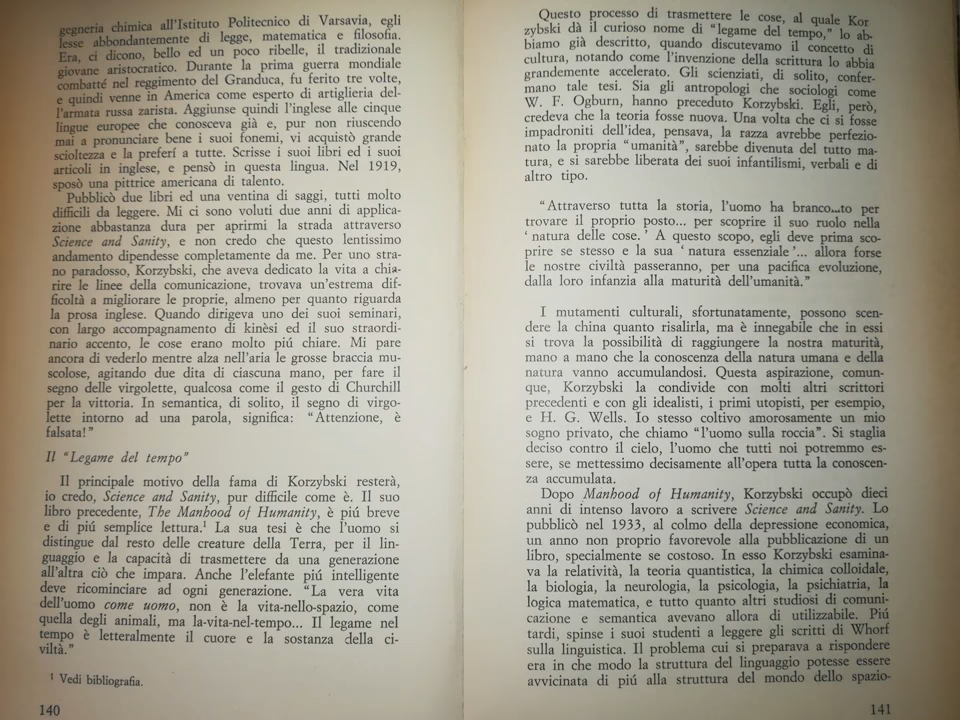 gegneria chimica all'Istituto Politecnico di Varsavia, egli
lesse abbondantemente di legge, matematica e filosofia.
Era, ci dicono, bello ed un poco ribelle, il tradizionale
giovane aristocratico. Durante la prima guerra mondiale
combatté nel reggimento del Granduca, fu ferito tre volte,
e quindi venne in America come esperto di artiglieria del-
l'armata russa zarista. Aggiunse quindi l'inglese alle cinque
lingue europee che conosceva già e, pur non riuscendo
mai a pronunciare bene i suoi fonemi, vi acquistò grande
scioltezza e la preferí a tutte. Scrisse i suoi libri ed i suoi
articoli in inglese, e pensò in questa lingua. Nel 1919,
sposò una pittrice americana di talento.
Pubblicò due libri ed una ventina di saggi, tutti molto
difficili da leggere. Mi ci sono voluti due anni di applica-
zione abbastanza dura per aprirmi la strada attraverso
Science and Sanity, e non credo che questo lentissimo
andamento dipendesse completamente da me. Per uno stra-
no paradosso, Korzybski, che aveva dedicato la vita a chia-
rire le linee della comunicazione, trovava un'estrema dif-
ficoltà a migliorare le proprie, almeno per quanto riguarda
la prosa inglese. Quando dirigeva uno dei suoi seminari,
con largo accompagnamento di kinèsi ed il suo straordi-
nario accento, le cose erano molto piú chiare. Mi pare
ancora di vederlo mentre alza nell'aria le grosse braccia mu-
scolose, agitando due dita di ciascuna mano, per fare il
segno delle virgolette, qualcosa come il gesto di Churchill
per la vittoria. In semantica, di solito, il segno di virgo-
lette intorno ad una parola, significa: "Attenzione, è
falsata!"
Il "Legame del tempo"
Il principale motivo della fama di Korzybski resterà,
io credo, Science and Sanity, pur difficile come è. Il suo
libro precedente, The Manhood of Humanity, è piú breve
e di piú semplice lettura.¹ La sua tesi è che l'uomo si
distingue dal resto delle creature della Terra, per il lin-
guaggio e la capacità di trasmettere da una generazione
all'altra ciò che impara. Anche l'elefante piú intelligente
deve ricominciare ad ogni generazione. "La vera vita
dell'uomo come uomo, non è la vita-nello-spazio, come
quella degli animali, ma la-vita-nel-tempo... Il legame nel
tempo è letteralmente il cuore e la sostanza della ci-
viltà."
¹ Vedi bibliografia.
140
Questo processo di trasmettere le cose, al quale Kor
zybski dà il curioso nome di "legame del tempo," lo ab-
biamo già descritto, quando discutevamo il concetto di
cultura, notando come l'invenzione della scrittura lo abbia
grandemente accelerato. Gli scienziati, di solito, confer-
mano tale tesi. Sia gli antropologi che sociologi come
W. F. Ogburn, hanno preceduto Korzybski. Egli, però,
credeva che la teoria fosse nuova. Una volta che ci si fosse
impadroniti dell'idea, pensava, la razza avrebbe perfezio-
nato la propria "umanità", sarebbe divenuta del tutto ma-
tura, e si sarebbe liberata dei suoi infantilismi, verbali e di
altro tipo.
"Attraverso tutta la storia, l'uomo ha branco...to per
trovare il proprio posto... per scoprire il suo ruolo nella
'natura delle cose.' A questo scopo, egli deve prima sco-
prire se stesso e la sua 'natura essenziale'... allora forse
le nostre civiltà passeranno, per una pacifica evoluzione,
dalla loro infanzia alla maturità dell'umanità."
I mutamenti culturali, sfortunatamente, possono scen-
dere la china quanto risalirla, ma è innegabile che in essi
si trova la possibilità di raggiungere la nostra maturità,
mano a mano che la conoscenza della natura umana e della
natura vanno accumulandosi. Questa aspirazione, comun-
que, Korzybski la condivide con molti altri scrittori
precedenti e con gli idealisti, i primi utopisti, per esempio,
e H. G. Wells. Io stesso coltivo amorosamente un mio
sogno privato, che chiamo "l'uomo sulla roccia". Si staglia
deciso contro il cielo, l'uomo che tutti noi potremmo es-
sere, se mettessimo decisamente all'opera tutta la conoscen-
za accumulata.
Dopo Manhood of Humanity, Korzybski occupò dieci
anni di intenso lavoro a scrivere Science and Sanity. Lo
pubblicò nel 1933, al colmo della depressione economica,
un anno non proprio favorevole alla pubblicazione di un
libro, specialmente se costoso. In esso Korzybski esamina-
va la relatività, la teoria quantistica, la chimica colloidale,
la biologia, la neurologia, la psicologia, la psichiatria, la
logica matematica, e tutto quanto altri studiosi di comuni-
cazione e semantica avevano allora di utilizzabile. Piú
tardi, spinse i suoi studenti a leggere gli scritti di Whorf
sulla linguistica. Il problema cui si preparava a rispondere
era in che modo la struttura del linguaggio potesse essere
avvicinata di piú alla struttura del mondo dello spazio-
141